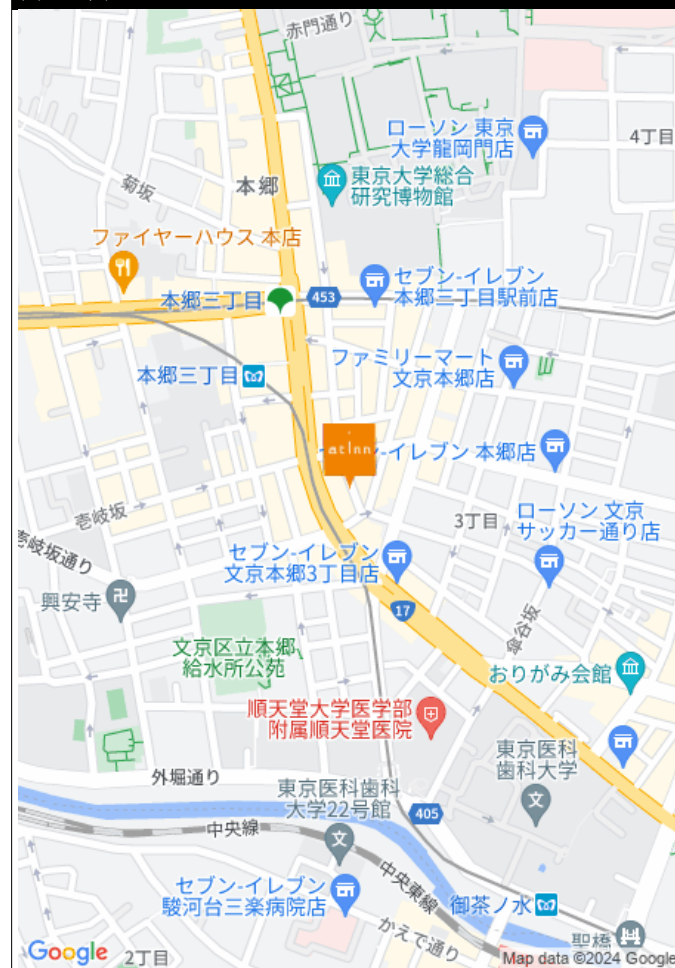 赤門通り
ローソン 東京
大学龍岡門店
4丁目
東京大学総合
研究博物館
菊坂
本郷
ファイヤーハウス 本店
本郷三丁目
453
セブン-イレブン
本郷三丁目駅前店
ファミリーマート
文京本郷店
本郷三丁目
at inn
-イレブン 本郷店
壱岐坂
3丁目
ローソン 文京
サッカー通り店
壱岐坂通り
セブン-イレブン
文京本郷3丁目店
興安寺
17
傘谷坂
文京区立本郷
給水所公苑
おりがみ会館
順天堂大学医学部
附属順天堂医院
東京医科
歯科大学
外堀通り
東京医科歯科
大学22号館
405
中央線
中央東線
セブン-イレブン
駿河台三楽病院店
御茶ノ水
かえで通り
聖橋
Google
2丁目
Map data ©2024 Google